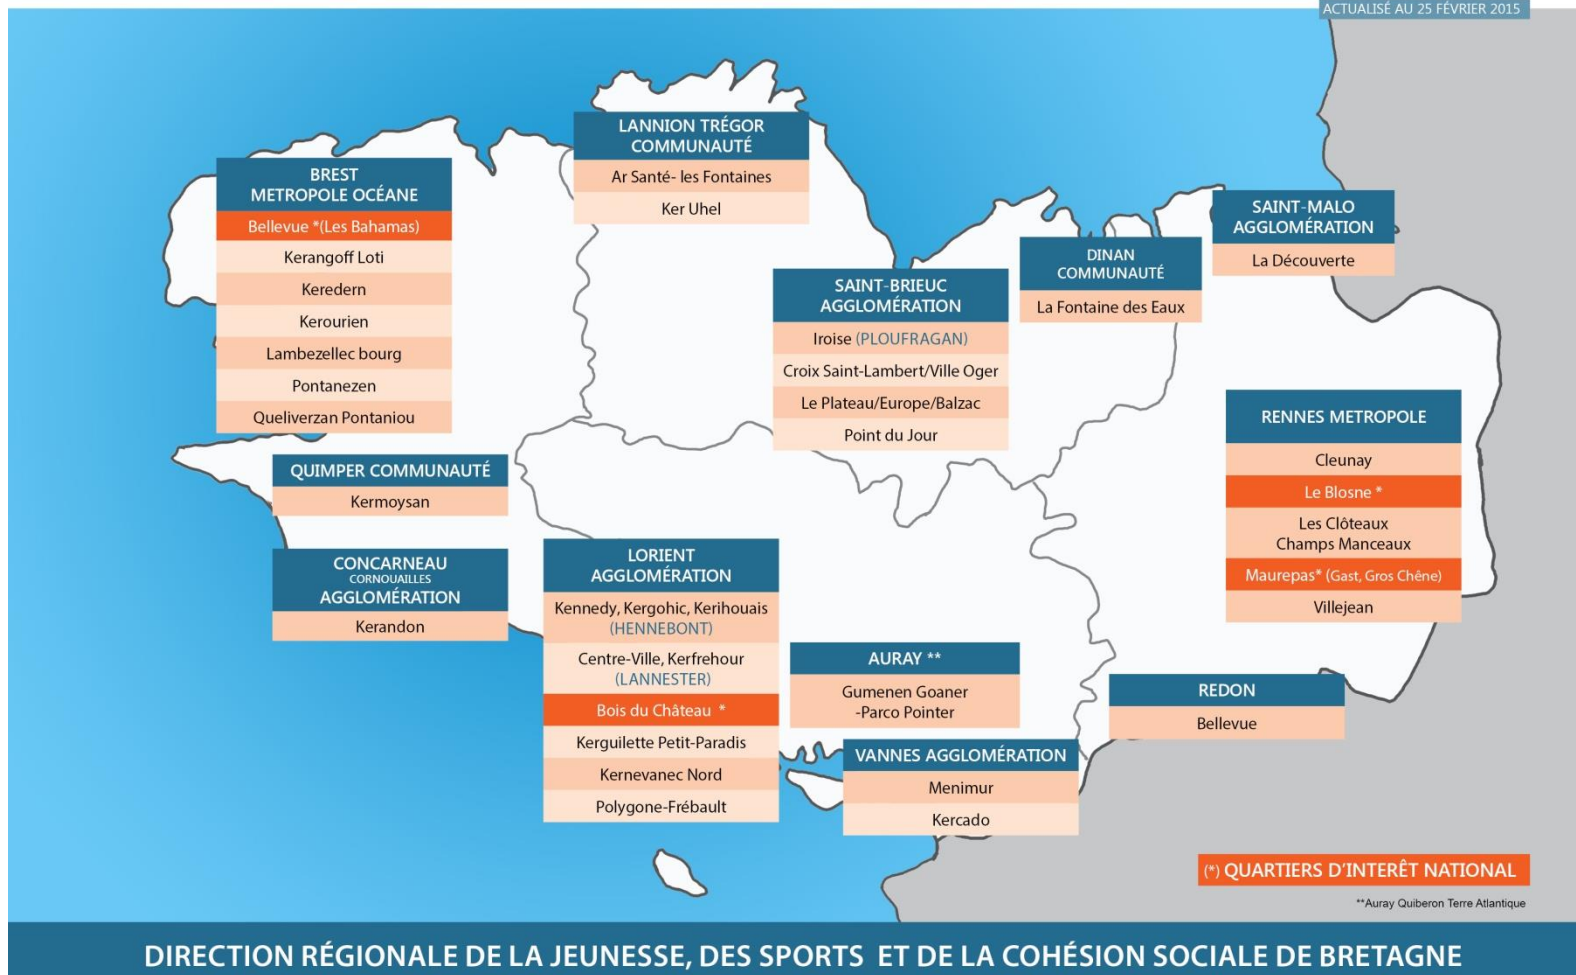 ACTUALISÉ AU 25 FÉVRIER 2015
LANNION TRÉGOR
COMMUNAUTÉ
Ar Santé- les Fontaines
Ker Uhel
BREST
METROPOLE OCÉANE
Bellevue *(Les Bahamas)
Kerangoff Loti
Keredern
Kerourien
Lambezellec bourg
Pontanezen
Queliverzan Pontaniou
SAINT-MALO
AGGLOMÉRATION
La Découverte
DINAN
COMMUNAUTÉ
La Fontaine des Eaux
SAINT-BRIEUC
AGGLOMÉRATION
Iroise (PLOUFRAGAN)
Croix Saint-Lambert/Ville Oger
Le Plateau/Europe/Balzac
Point du Jour
RENNES METROPOLE
Cleunay
Le Blosne *
Les Clôteaux
Champs Manceaux
Maurepas* (Gast, Gros Chêne)
Villejean
QUIMPER COMMUNAUTÉ
Kermoysan
CONCARNEAU
CORNOUAILLES
AGGLOMÉRATION
Kerandon
LORIENT
AGGLOMÉRATION
Kennedy, Kergohic, Kerihouais
(HENNEBONT)
Centre-Ville, Kerfrehour
(LANNESTER)
Bois du Château *
Kerguilette Petit-Paradis
Kernevanec Nord
Polygone-Frébault
AURAY **
Gumenen Goaner
-Parco Pointer
REDON
Bellevue
VANNES AGGLOMÉRATION
Menimur
Kercado
(*) QUARTIERS D'INTERÊT NATIONAL
**Auray Quiberon Terre Atlantique
DIRECTION RÉGIONALE DE LA JEUNESSE, DES SPORTS ET DE LA COHÉSION SOCIALE DE BRETAGNE